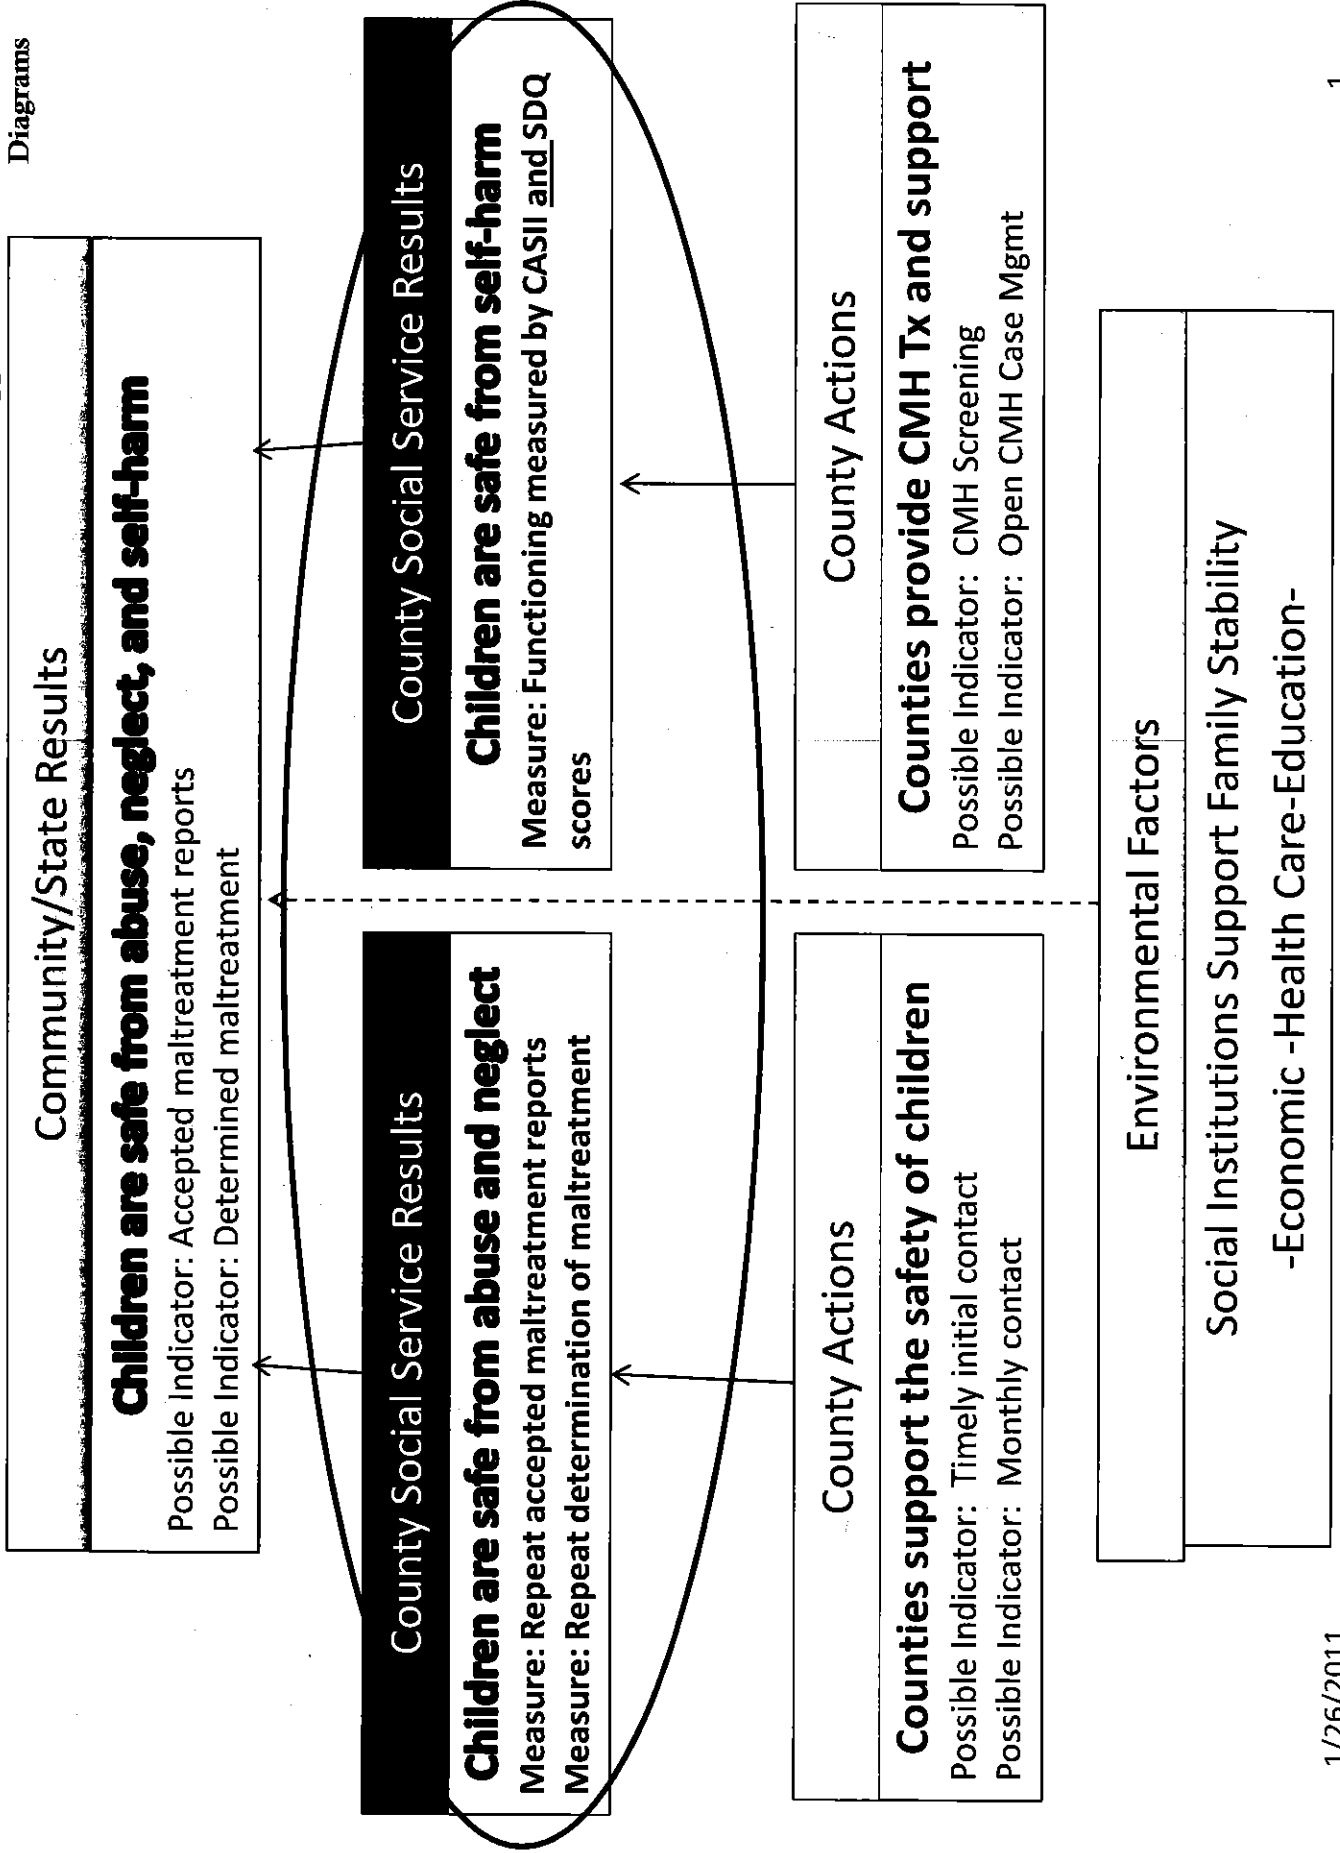 Diagrams
Community/State Results
Children are safe from abuse, neglect, and self-harm
Possible Indicator: Accepted maltreatment reports
Possible Indicator: Determined maltreatment
County Social Service Results
Children are safe from abuse and neglect
Measure: Repeat accepted maltreatment reports
Measure: Repeat determination of maltreatment
County Social Service Results
Children are safe from self-harm
Measure: Functioning measured by CASII and SDQ
scores
County Actions
Counties support the safety of children
Possible Indicator: Timely initial contact
Possible Indicator: Monthly contact
County Actions
Counties provide CMH Tx and support
Possible Indicator: CMH Screening
Possible Indicator: Open CMH Case Mgmt
Environmental Factors
Social Institutions Support Family Stability
-Economic -Health Care-Education-
1/26/2011
1